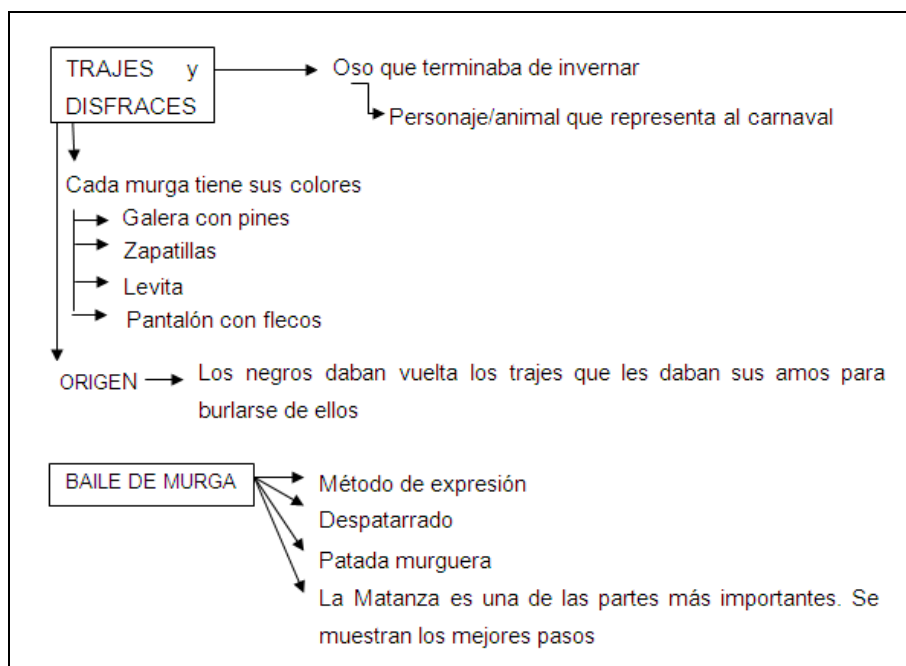 TRAJES y
DISFRACES
Oso que terminaba de invernar
Personaje/animal que representa al carnaval
Cada murga tiene sus colores
Galera con pines
Zapatillas
Levita
Pantalón con flecos
ORIGEN
Los negros daban vuelta los trajes que les daban sus amos para
burlarse de ellos
BAILE DE MURGA
Método de expresión
Despatarrado
Patada murguera
La Matanza es una de las partes más importantes. Se
muestran los mejores pasos